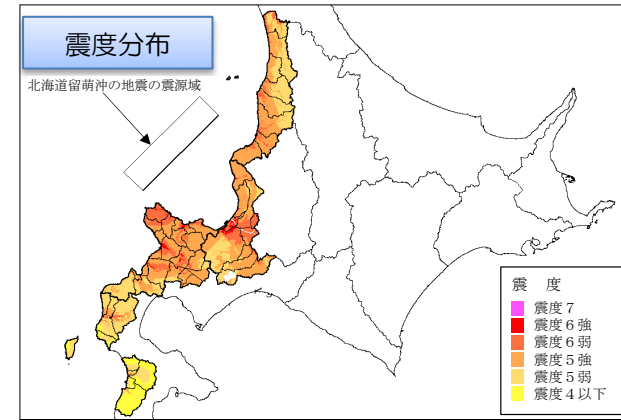 震度分布
北海道留萌沖の地震の震源域
震　度
震度７
震度６強
震度６弱
震度５強
震度５弱
震度４以下